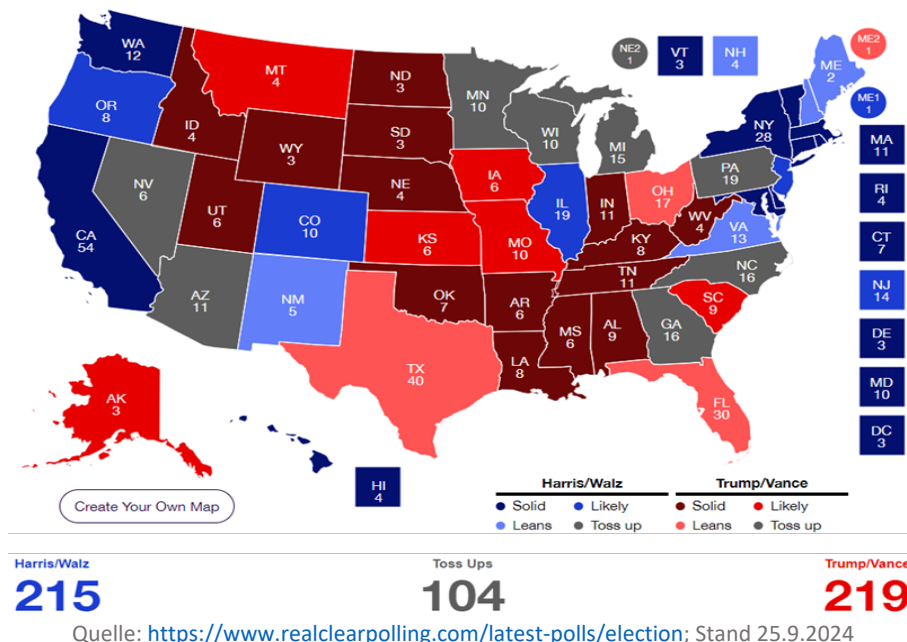 WA
12
OR
8
CA
54
NV
6
ID
4
MT
4
WY
3
UT
6
AZ
11
CO
10
NM
5
ND
3
SD
3
NE
4
KS
6
OK
7
TX
40
MN
10
IA
6
MO
10
AR
6
LA
8
WI
10
IL
19
MI
15
IN
11
OH
17
KY
8
TN
11
MS
6
AL
9
GA
16
FL
30
SC
9
NC
16
VA
13
WV
4
PA
19
NY
28
ME
2
NE2
1
VT
3
NH
4
ME2
1
ME1
1
MA
11
RI
4
CT
7
NJ
14
DE
3
MD
10
DC
3
AK
3
HI
4
Create Your Own Map
Harris/Walz Trump/Vance
Solid Likely Solid Likely
Leans Toss up Leans Toss up
Harris/Walz Toss Ups Trump/Vance
215 104 219
Quelle: https://www.realclearpolling.com/latest-polls/election; Stand 25.9.2024